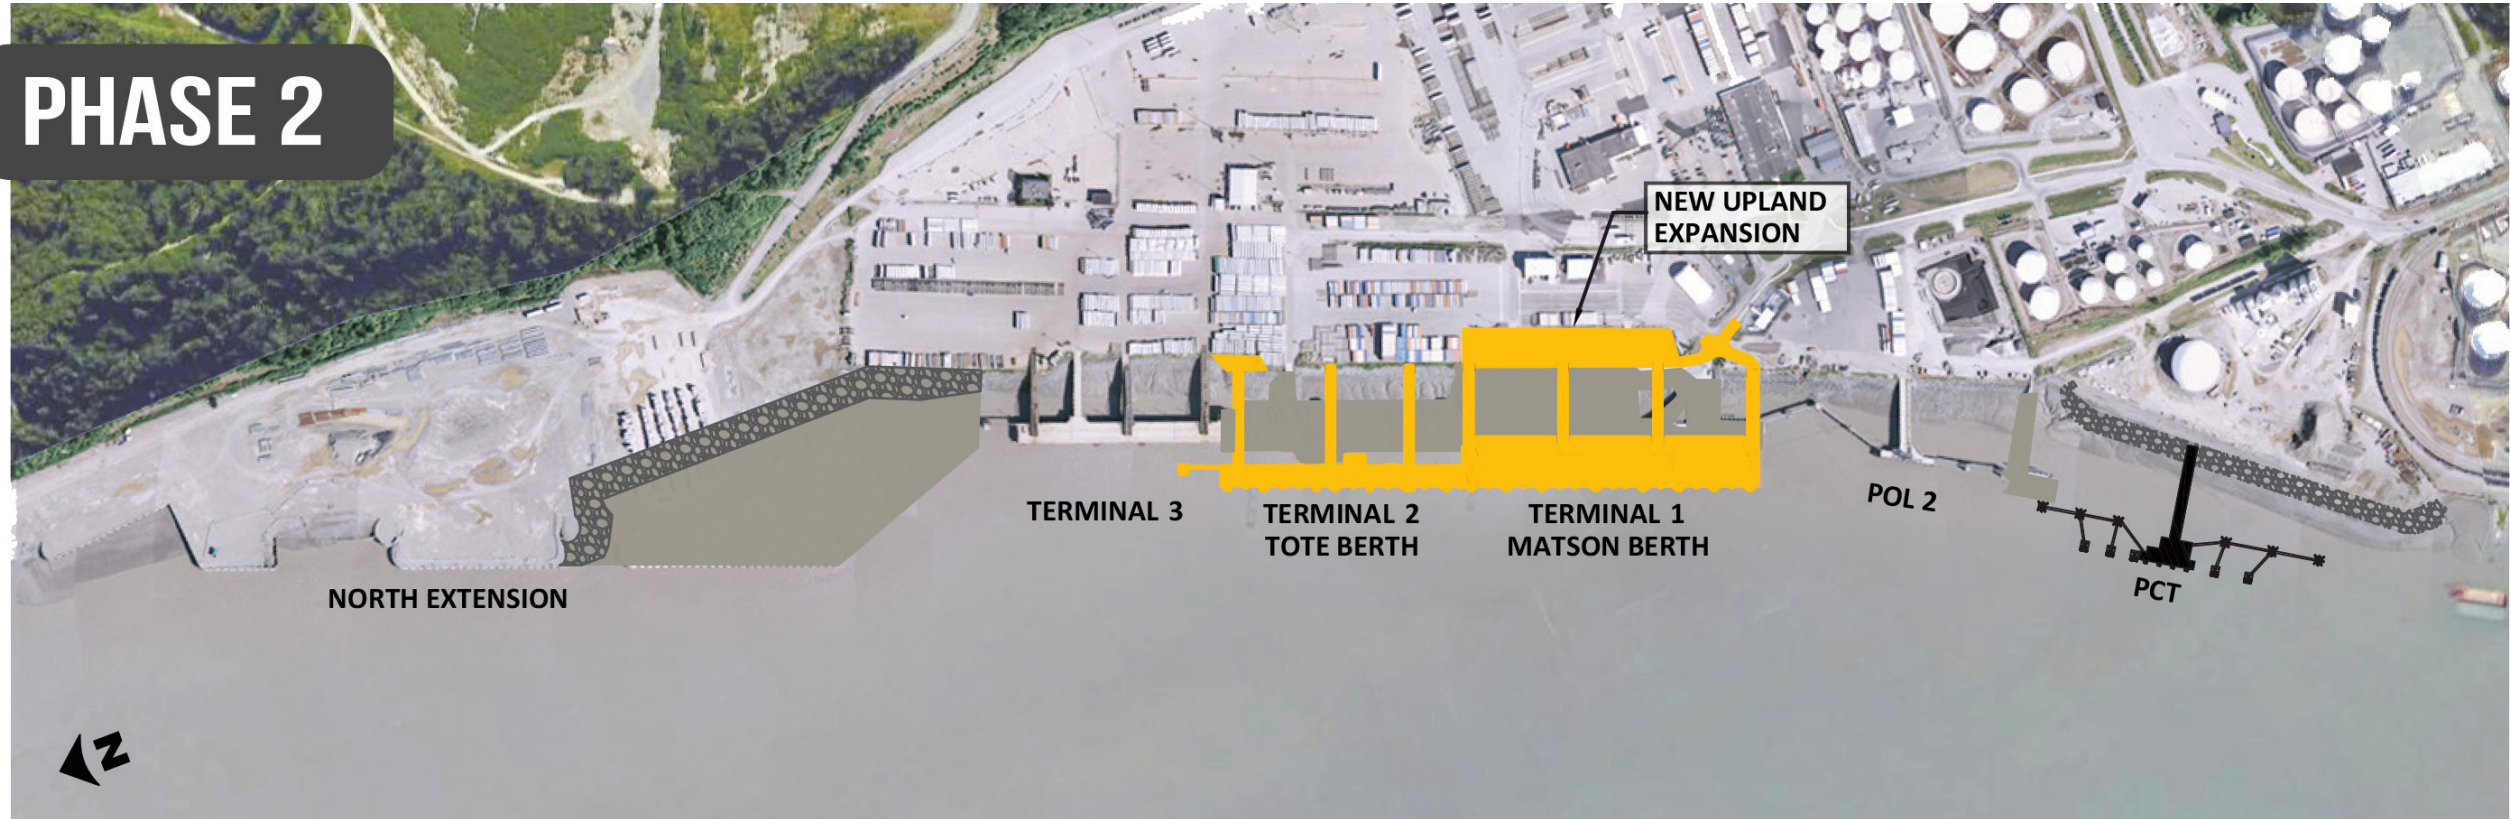 PHASE 2
NEW UPLAND
EXPANSION
TERMINAL 3
TERMINAL 2
TOTE BERTH
TERMINAL 1
MATSON BERTH
POL 2
PCT
NORTH EXTENSION
N